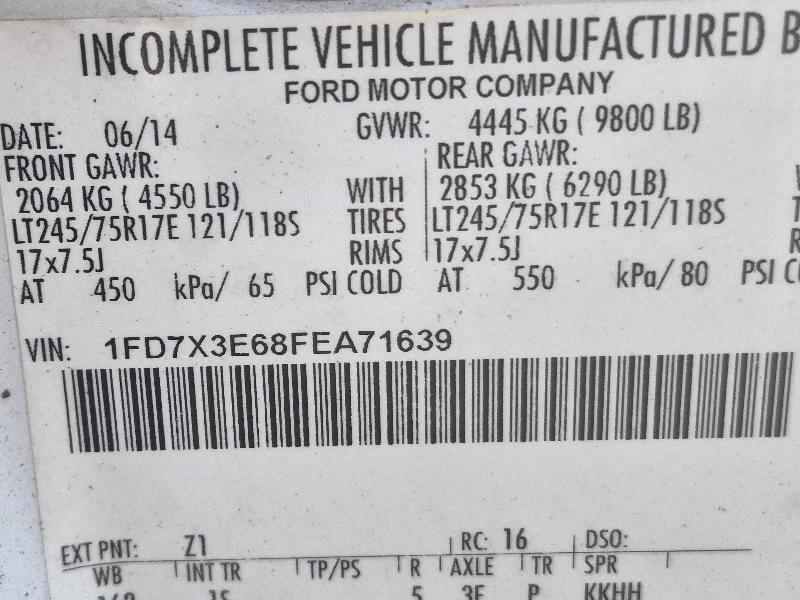 INCOMPLETE VEHICLE MANUFACTURED B
FORD MOTOR COMPANY
DATE: 06/14 GVWR: 4445 KG ( 9800 LB)
FRONT GAWR: REAR GAWR:
2064 KG ( 4550 LB) WITH 2853 KG ( 6290 LB)
LT245/75R17E 121/118S TIRES LT245/75R17E 121/118S T
17x7.5J RIMS 17x7.5J R
AT 450 kPa/ 65 PSI COLD AT 550 kPa/ 80 PSI CO
VIN: 1FD7X3E68FEA71639
EXT PNT: Z1 RC: 16 DSO:
WB INT TR TP/PS R AXLE TR SPR
162 1S 5 3E P KKHH